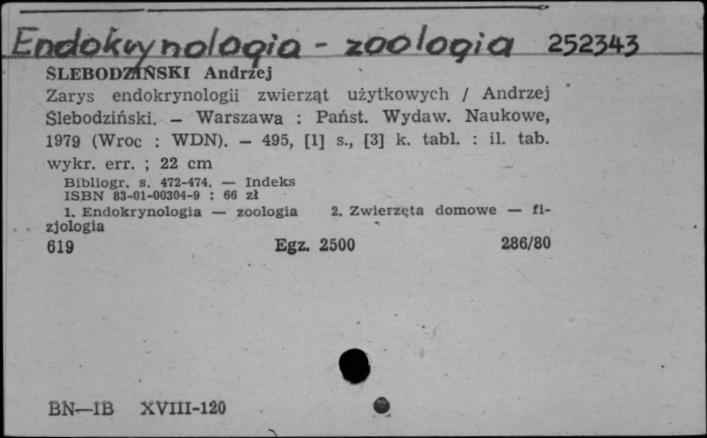 Endokrynologia - zoologia 252343
ŚLEBODZIŃSKI Andrzej
Zarys endokrynologii zwierząt użytkowych / Andrzej
Ślebodziński. — Warszawa : Państ. Wydaw. Naukowe,
1979 (Wroc : WDN). — 495, [1] s., [3] k. tabl. : il. tab.
wykr. err. ; 22 cm
Bibliogr. s. 472-474. — Indeks
ISBN 83-01-00304-9 : 66 zł
1. Endokrynologia — zoologia 2. Zwierzęta domowe — fi-
zjologia
619 Egz. 2500 286/80
BN—IB XVIII-120